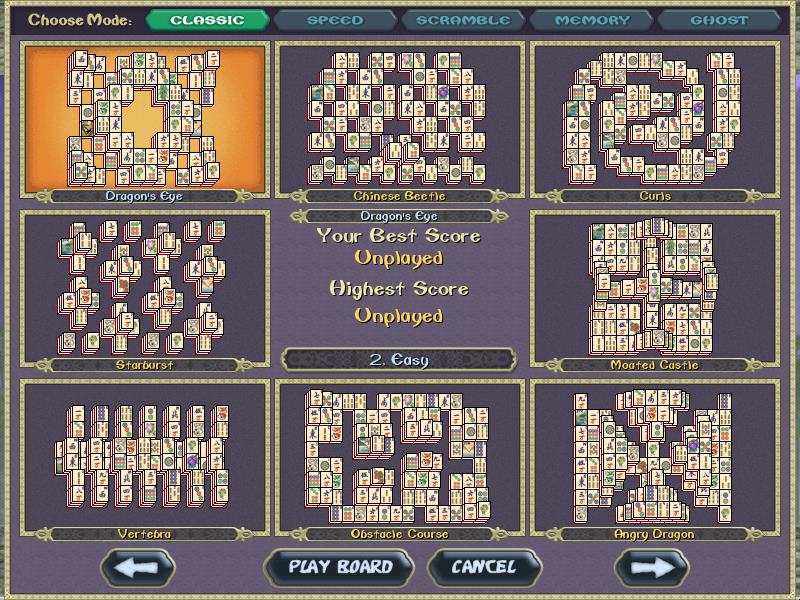 Choose Mode: CLASSIC SPEED SCRAMBLE MEMORY GHOST
Dragon's Eye
Chinese Beetle
Curls
Dragon's Eye
Your Best Score
Unplayed
Highest Score
Unplayed
2. Easy
Starburst
Moated Castle
Vertebra
Obstacle Course
Angry Dragon
PLAY BOARD
CANCEL